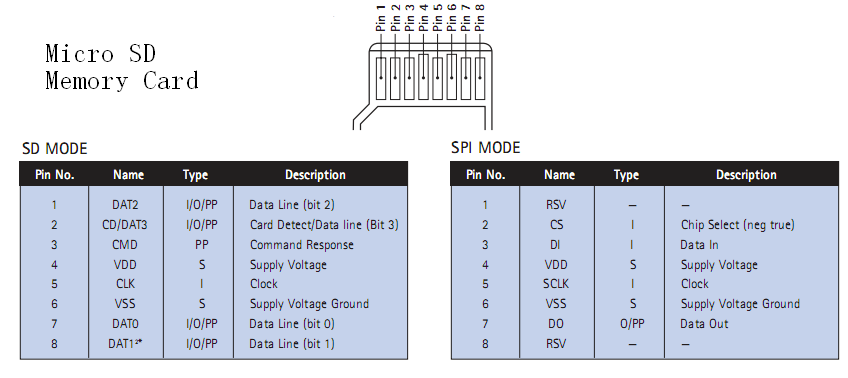 Pin 1 Pin 2 Pin 3 Pin 4 Pin 5 Pin 6 Pin 7 Pin 8
Micro SD
Memory Card
SD MODE
Pin No. Name Type Description
1 DAT2 I/O/PP Data Line (bit 2)
2 CD/DAT3 I/O/PP Card Detect/Data line (Bit 3)
3 CMD PP Command Response
4 VDD S Supply Voltage
5 CLK I Clock
6 VSS S Supply Voltage Ground
7 DAT0 I/O/PP Data Line (bit 0)
8 DAT1²* I/O/PP Data Line (bit 1)
SPI MODE
Pin No. Name Type Description
1 RSV – –
2 CS I Chip Select (neg true)
3 DI I Data In
4 VDD S Supply Voltage
5 SCLK I Clock
6 VSS S Supply Voltage Ground
7 DO O/PP Data Out
8 RSV – –